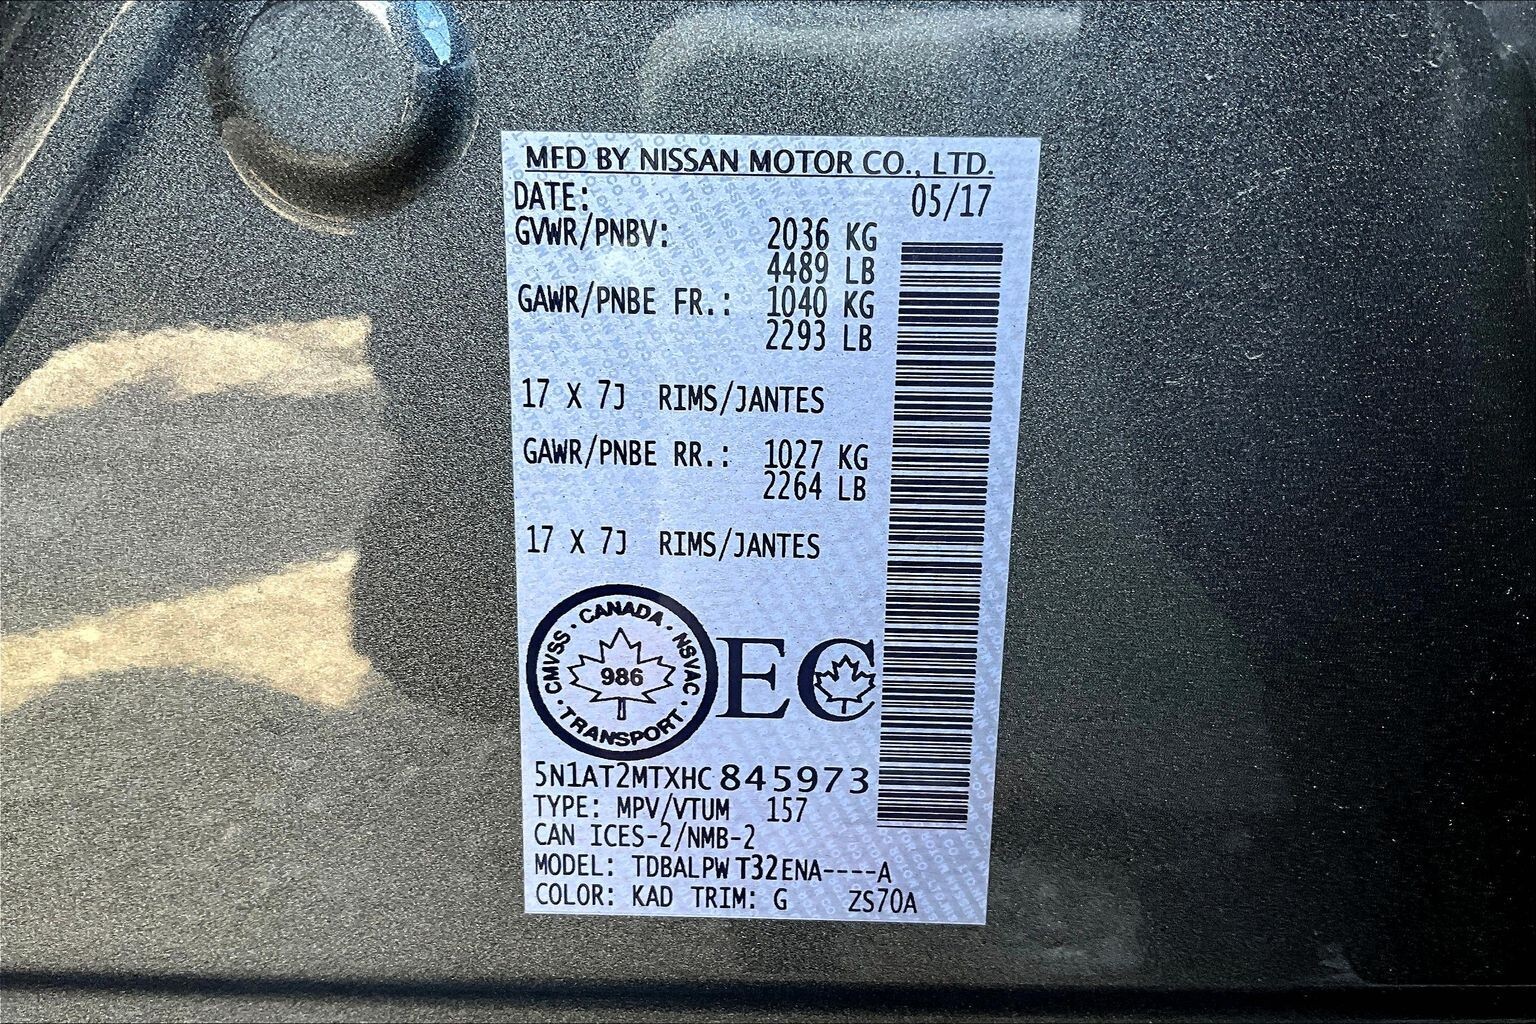 MFD BY NISSAN MOTOR CO., LTD.
DATE: 05/17
GVWR/PNBV: 2036 KG
4489 LB
GAWR/PNBE FR.: 1040 KG
2293 LB
17 X 7J RIMS/JANTES
GAWR/PNBE RR.: 1027 KG
2264 LB
17 X 7J RIMS/JANTES
CMVSS · CANADA · NSVAC · TRANSPORT ·
986
EC
5N1AT2MTXHC845973
TYPE: MPV/VTUM 157
CAN ICES-2/NMB-2
MODEL: TDBALPWT32ENA----A
COLOR: KAD TRIM: G ZS70A